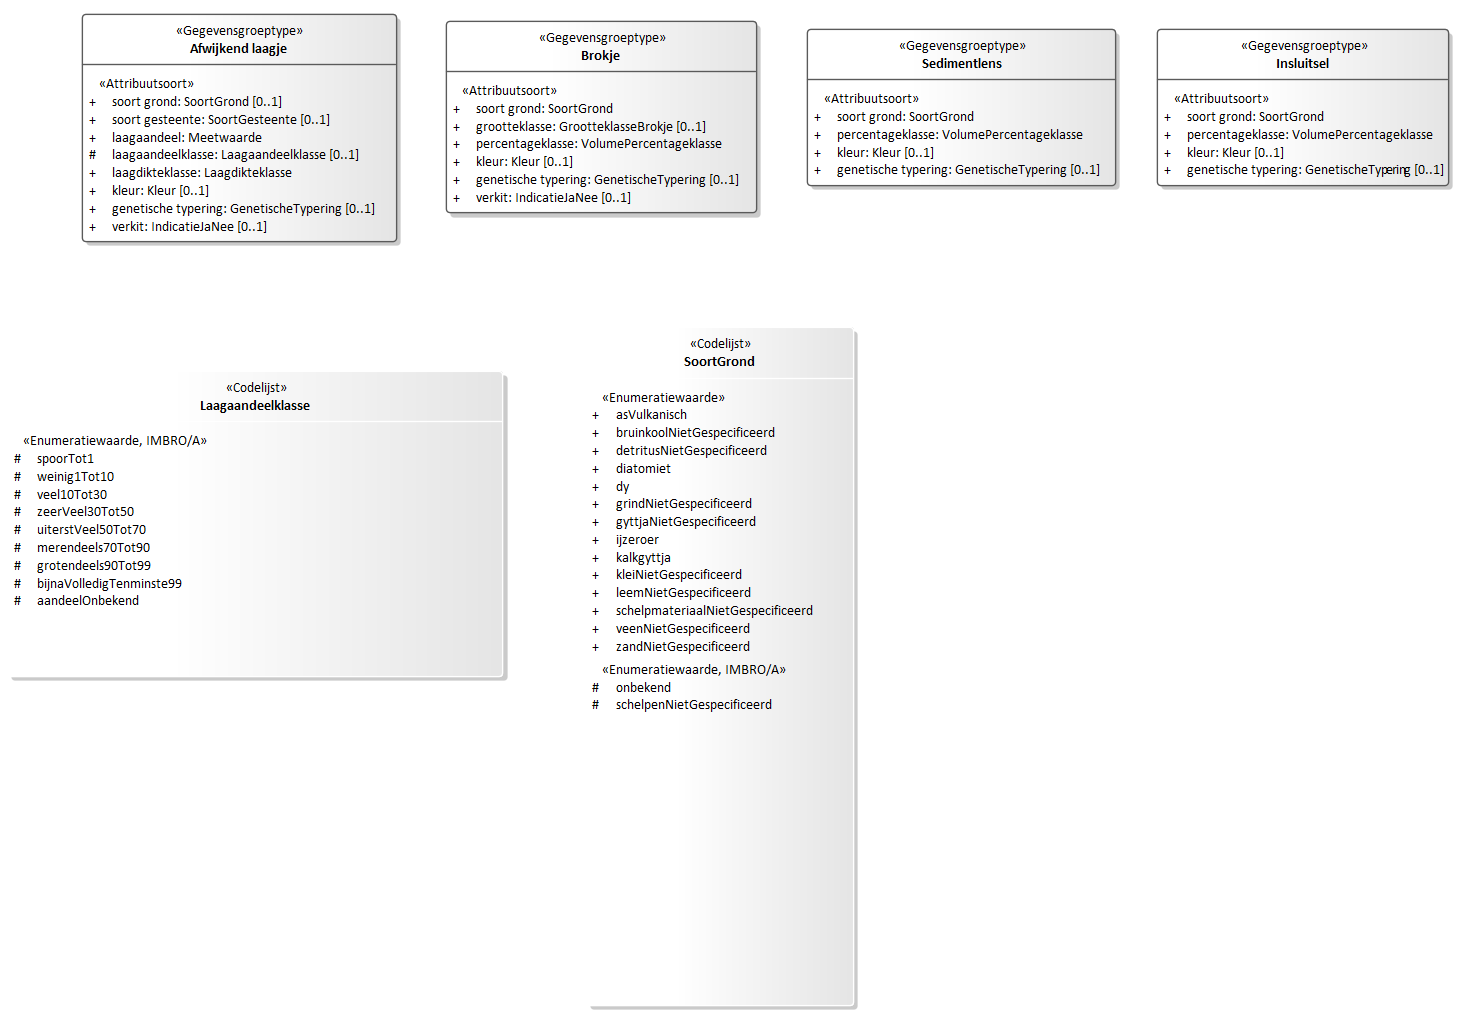 «Gegevensgroeptype»
Afwijkend laagje
«Attribuutsoort»
+ soort grond: SoortGrond [0..1]
+ soort gesteente: SoortGesteente [0..1]
+ laagaandeel: Meetwaarde
# laagaandeelklasse: Laagaandeelklasse [0..1]
+ laagdikteklasse: Laagdikteklasse
+ kleur: Kleur [0..1]
+ genetische typering: GenetischeTypering [0..1]
+ verkit: IndicatieJaNee [0..1]
«Gegevensgroeptype»
Brokje
«Attribuutsoort»
+ soort grond: SoortGrond
+ grootteklasse: GrootteklasseBrokje [0..1]
+ percentageklasse: VolumePercentageklasse
+ kleur: Kleur [0..1]
+ genetische typering: GenetischeTypering [0..1]
+ verkit: IndicatieJaNee [0..1]
«Gegevensgroeptype»
Sedimentlens
«Attribuutsoort»
+ soort grond: SoortGrond
+ percentageklasse: VolumePercentageklasse
+ kleur: Kleur [0..1]
+ genetische typering: GenetischeTypering [0..1]
«Gegevensgroeptype»
Insluitsel
«Attribuutsoort»
+ soort grond: SoortGrond
+ percentageklasse: VolumePercentageklasse
+ kleur: Kleur [0..1]
+ genetische typering: GenetischeTypering [0..1]
«Codelijst»
Laagaandeelklasse
«Enumeratiewaarde, IMBRO/A»
# spoorTot1
# weinig1Tot10
# veel10Tot30
# zeerVeel30Tot50
# uiterstVeel50Tot70
# merendeels70Tot90
# grotendeels90Tot99
# bijnaVolledigTenminste99
# aandeelOnbekend
«Codelijst»
SoortGrond
«Enumeratiewaarde»
+ asVulkanisch
+ bruinkoolNietGespecificeerd
+ detritusNietGespecificeerd
+ diatomiet
+ dy
+ grindNietGespecificeerd
+ gyttjaNietGespecificeerd
+ ijzeroer
+ kalkgyttja
+ kleiNietGespecificeerd
+ leemNietGespecificeerd
+ schelpmateriaalNietGespecificeerd
+ veenNietGespecificeerd
+ zandNietGespecificeerd
«Enumeratiewaarde, IMBRO/A»
# onbekend
# schelpenNietGespecificeerd